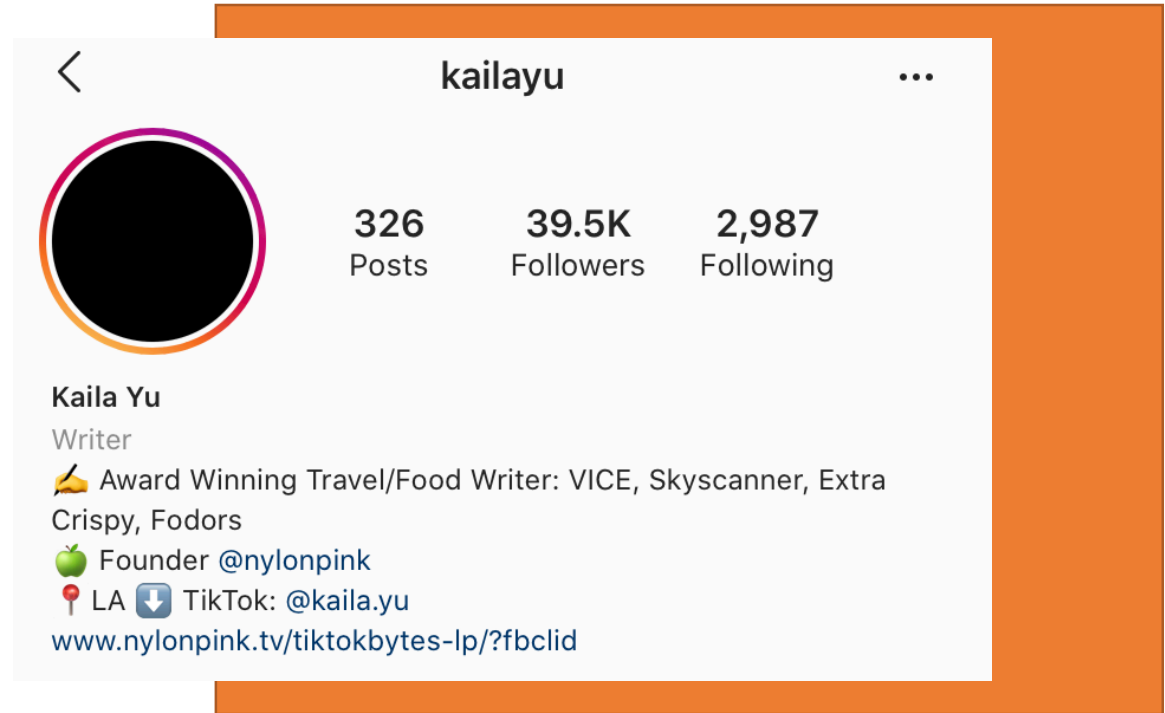 kailayu
326 39.5K 2,987
Posts Followers Following
Kaila Yu
Writer
✍️ Award Winning Travel/Food Writer: VICE, Skyscanner, Extra
Crispy, Fodors
🍏 Founder @nylonpink
📍LA ⬇️ TikTok: @kaila.yu
www.nylonpink.tv/tiktokbytes-lp/?fbclid